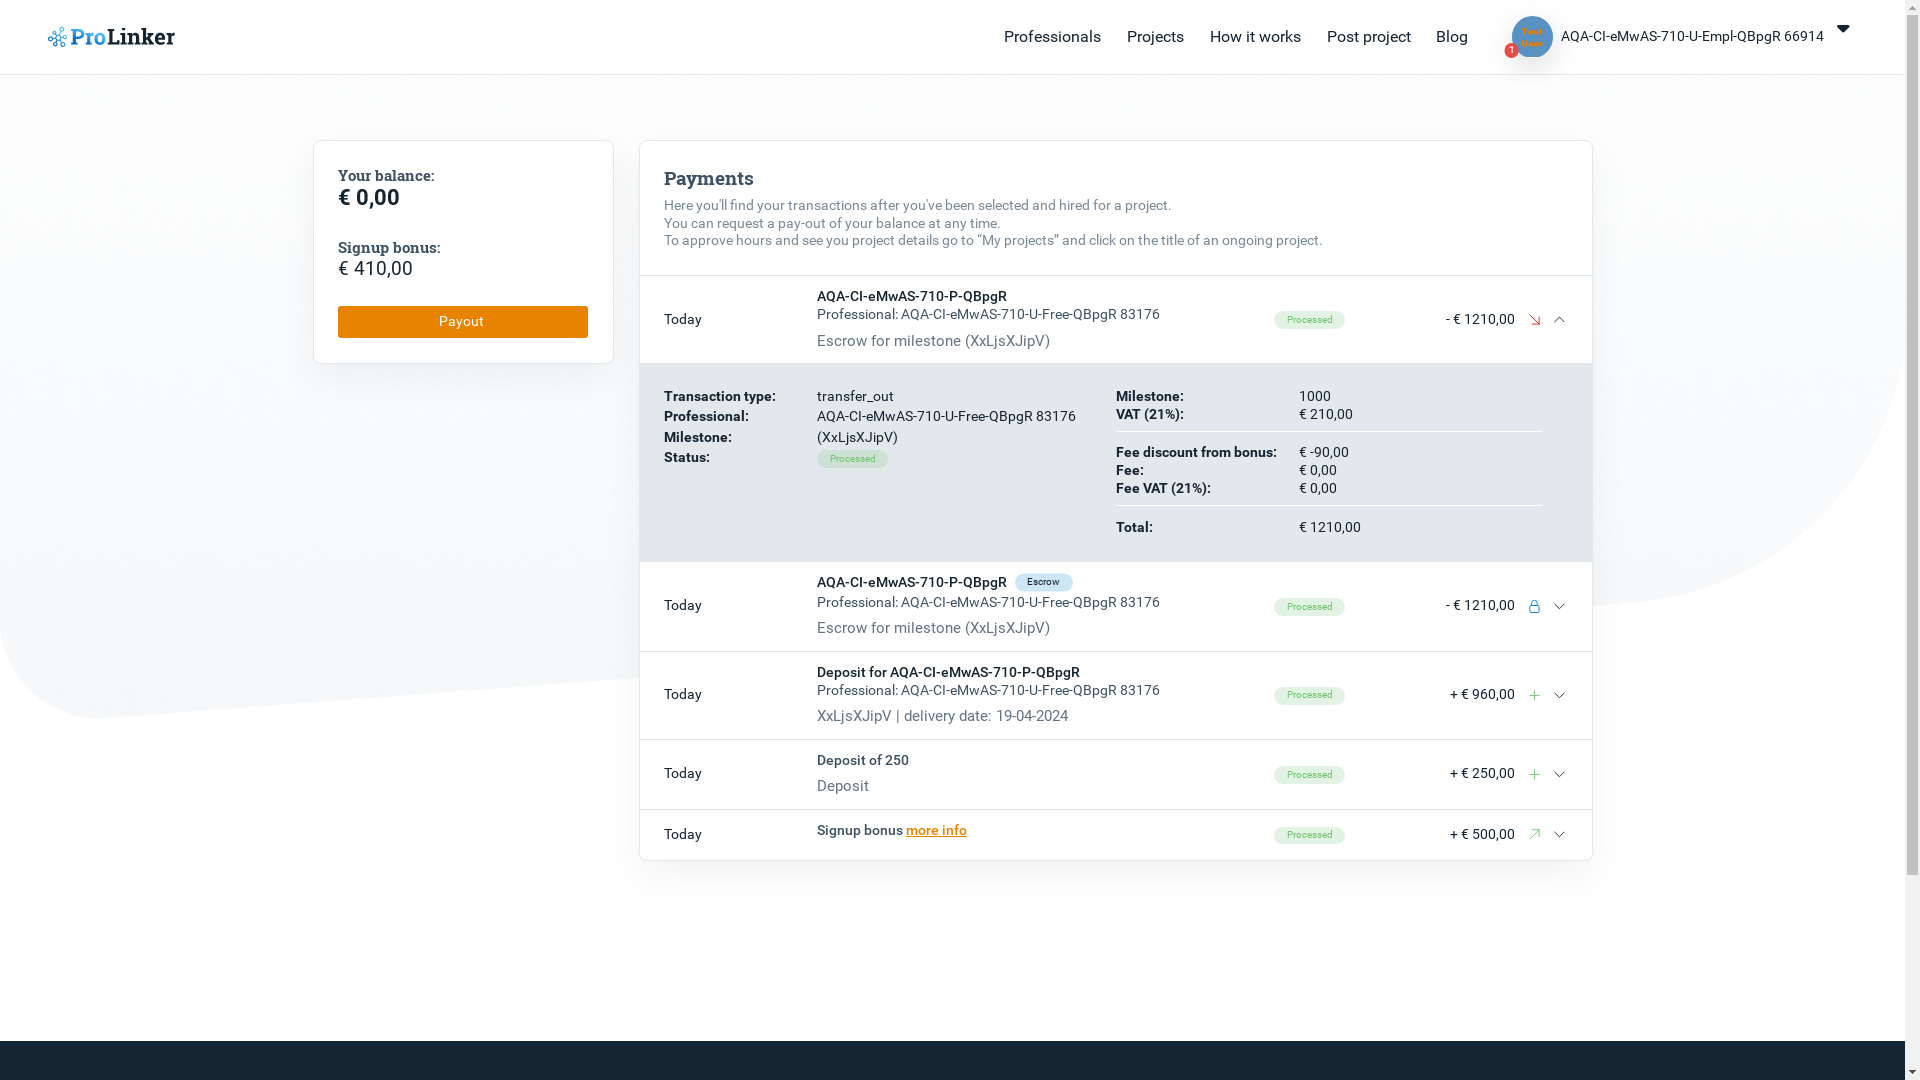 ProLinker
Professionals
Projects
How it works
Post project
Blog
Test
User
1
AQA-CI-eMwAS-710-U-Empl-QBpgR 66914
Your balance:
€ 0,00
Signup bonus:
€ 410,00
Payout
Payments
Here you'll find your transactions after you've been selected and hired for a project.
You can request a pay-out of your balance at any time.
To approve hours and see you project details go to “My projects” and click on the title of an ongoing project.
Today
AQA-CI-eMwAS-710-P-QBpgR
Professional: AQA-CI-eMwAS-710-U-Free-QBpgR 83176
Escrow for milestone (XxLjsXJipV)
Processed
- € 1210,00
Transaction type: transfer_out
Professional: AQA-CI-eMwAS-710-U-Free-QBpgR 83176
Milestone: (XxLjsXJipV)
Status: Processed
Milestone: 1000
VAT (21%): € 210,00
Fee discount from bonus: € -90,00
Fee: € 0,00
Fee VAT (21%): € 0,00
Total: € 1210,00
Today
AQA-CI-eMwAS-710-P-QBpgR Escrow
Professional: AQA-CI-eMwAS-710-U-Free-QBpgR 83176
Escrow for milestone (XxLjsXJipV)
Processed
- € 1210,00
Today
Deposit for AQA-CI-eMwAS-710-P-QBpgR
Professional: AQA-CI-eMwAS-710-U-Free-QBpgR 83176
XxLjsXJipV | delivery date: 19-04-2024
Processed
+ € 960,00
Today
Deposit of 250
Deposit
Processed
+ € 250,00
Today
Signup bonus more info
Processed
+ € 500,00